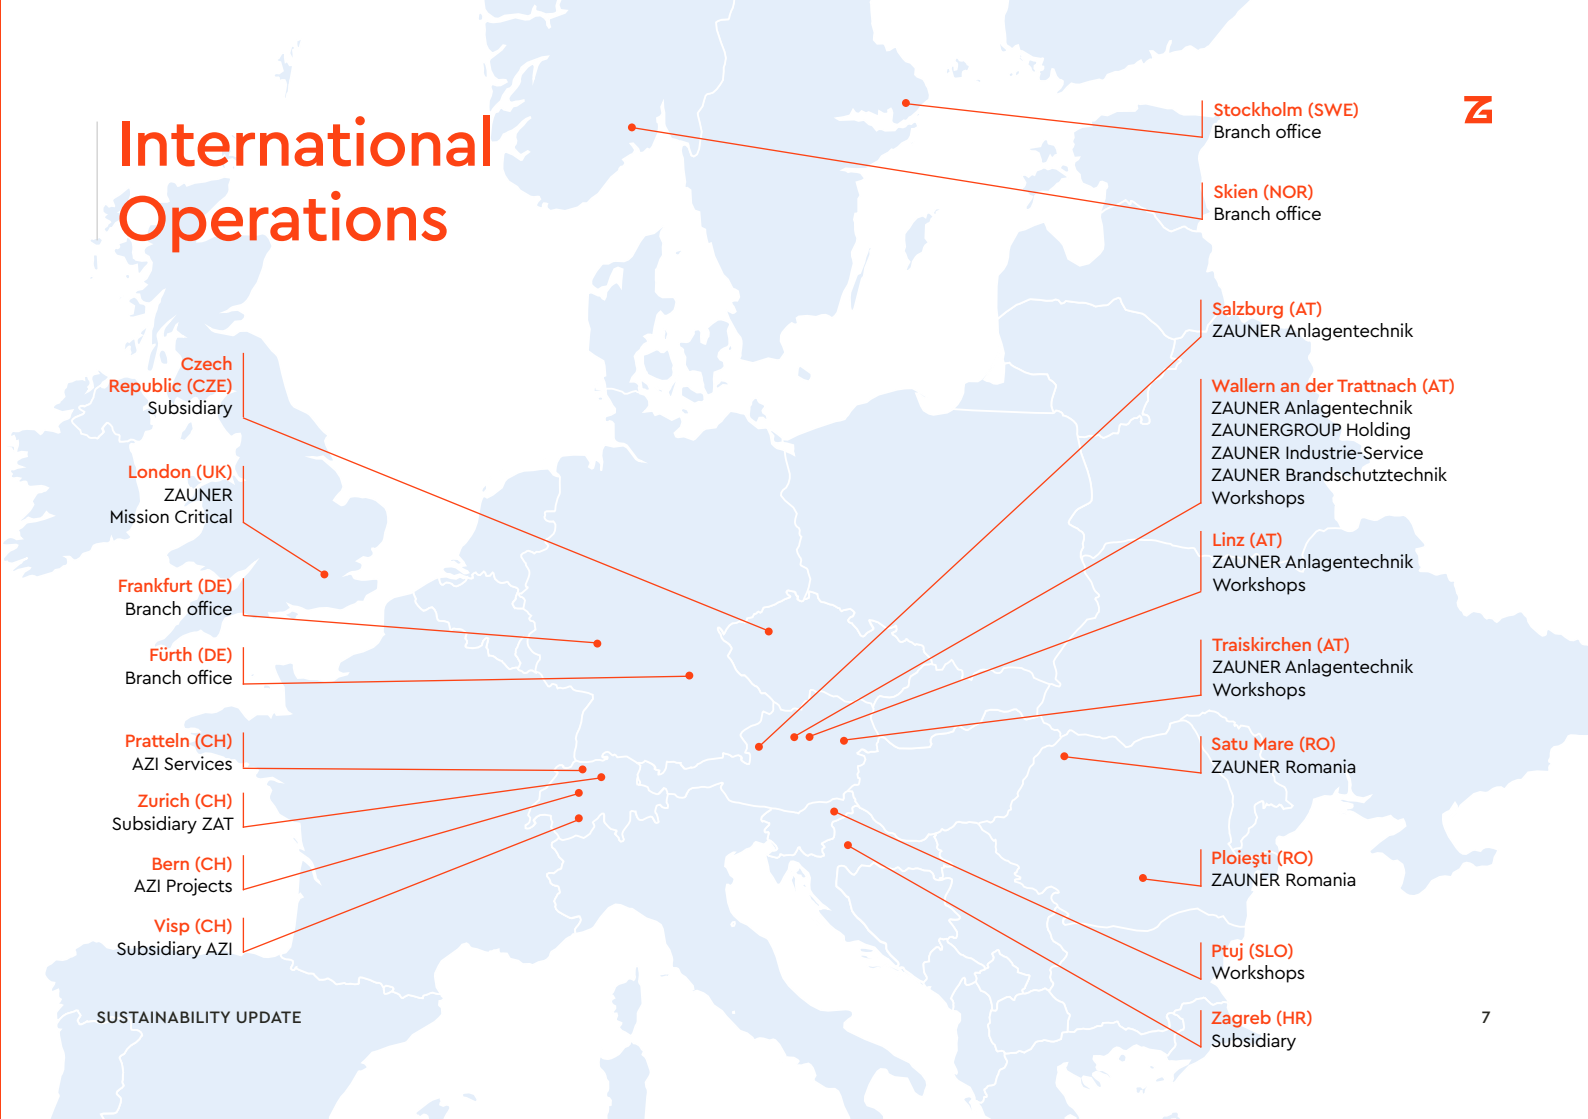 International
Operations
Czech
Republic (CZE)
Subsidiary
London (UK)
ZAUNER
Mission Critical
Frankfurt (DE)
Branch office
Fürth (DE)
Branch office
Pratteln (CH)
AZI Services
Zurich (CH)
Subsidiary ZAT
Bern (CH)
AZI Projects
Visp (CH)
Subsidiary AZI
Stockholm (SWE)
Branch office
Skien (NOR)
Branch office
Salzburg (AT)
ZAUNER Anlagentechnik
Wallern an der Trattnach (AT)
ZAUNER Anlagentechnik
ZAUNERGROUP Holding
ZAUNER Industrie-Service
ZAUNER Brandschutztechnik
Workshops
Linz (AT)
ZAUNER Anlagentechnik
Workshops
Traiskirchen (AT)
ZAUNER Anlagentechnik
Workshops
Satu Mare (RO)
ZAUNER Romania
Ploieşti (RO)
ZAUNER Romania
Ptuj (SLO)
Workshops
Zagreb (HR)
Subsidiary
SUSTAINABILITY UPDATE
7